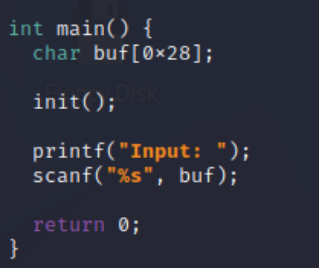 int main() {
  char buf[0×28];
  init();
  printf("Input: ");
  scanf("%s", buf);
  return 0;
}